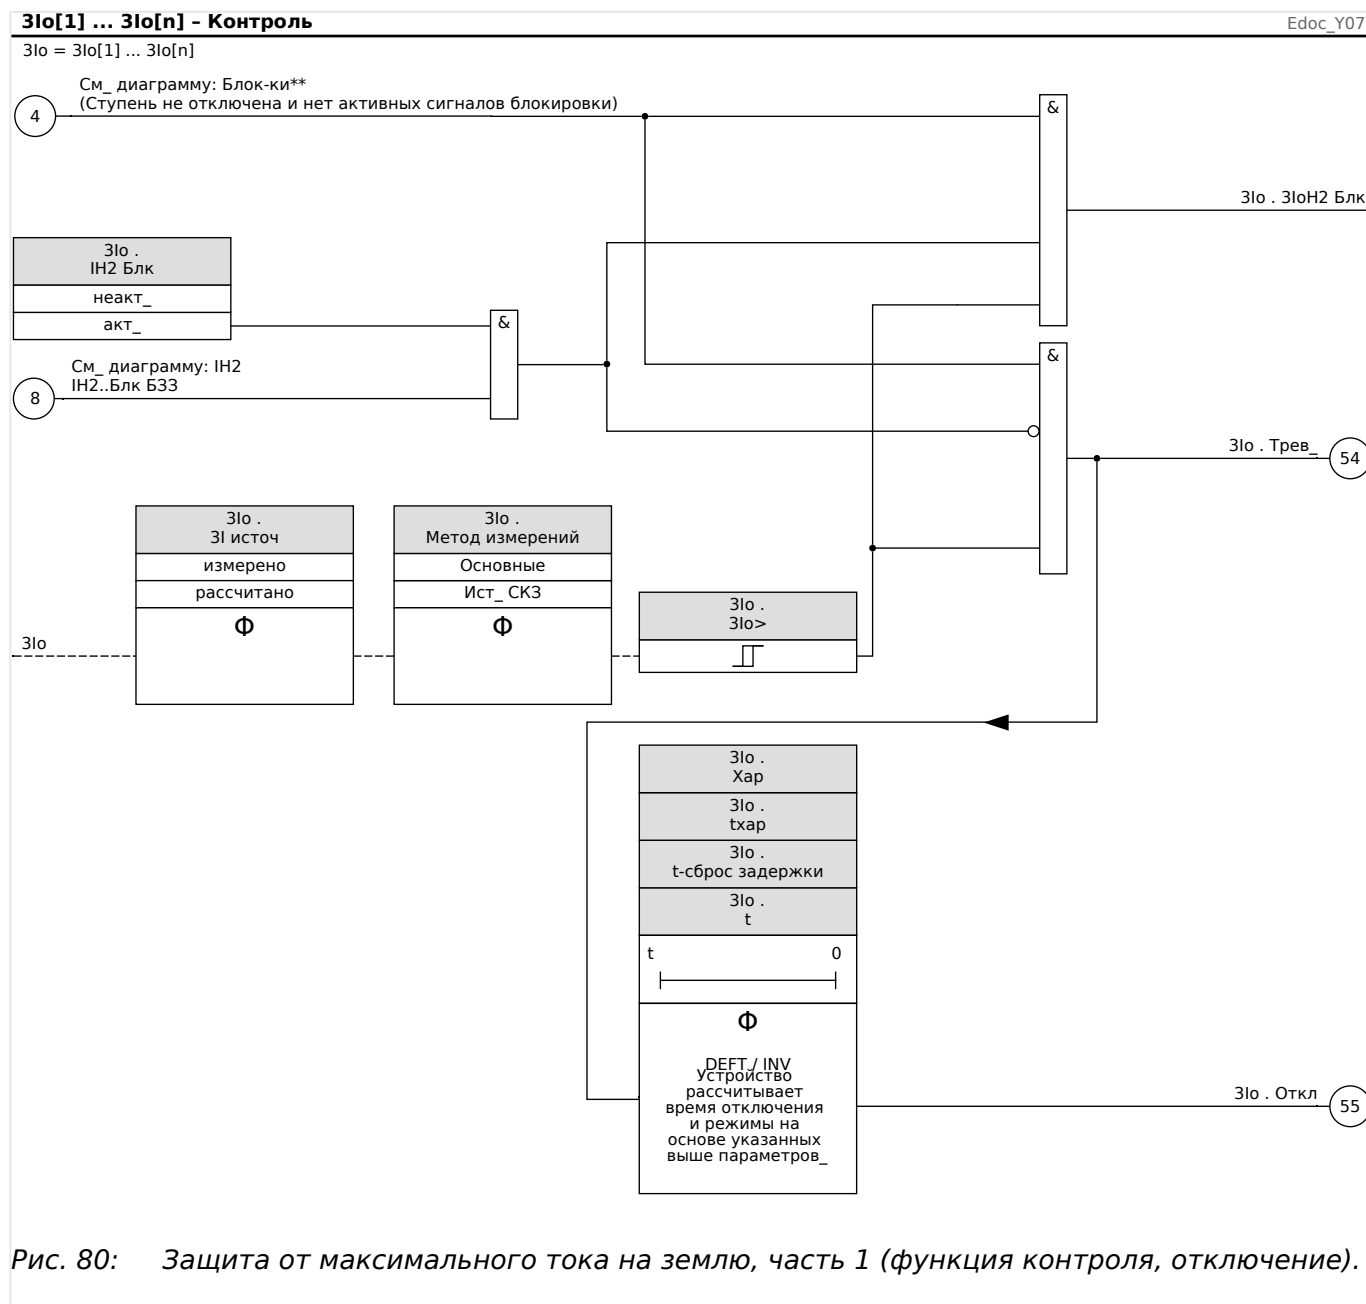 3Io[1] ... 3Io[n] – Контроль
Edoc_Y07
3Io = 3Io[1] ... 3Io[n]
См_ диаграмму: Блок-ки**
(Ступень не отключена и нет активных сигналов блокировки)
4
&
3Io . 3IoH2 Блк
3Io .
IH2 Блк
неакт_
акт_
&
&
См_ диаграмму: IH2
IH2..Блк БЗЗ
8
3Io . Трев_
54
3Io .
3I источ
измерено
рассчитано
Ф
3Io .
Метод измерений
Основные
Ист_ СКЗ
Ф
3Io .
3Io>
3Io
3Io .
Хар
3Io .
tхар
3Io .
t-сброс задержки
3Io .
t
t 0
Ф
DEFT / INV
Устройство
рассчитывает
время отключения
и режимы на
основе указанных
выше параметров_
3Io . Откл
55
Рис. 80: Защита от максимального тока на землю, часть 1 (функция контроля, отключение).